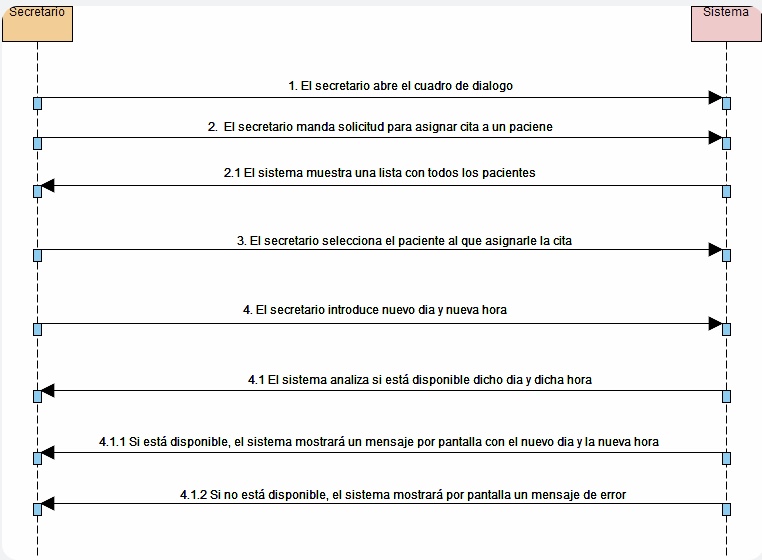 Secretario
Sistema
1. El secretario abre el cuadro de dialogo
2. El secretario manda solicitud para asignar cita a un paciene
2.1 El sistema muestra una lista con todos los pacientes
3. El secretario selecciona el paciente al que asignarle la cita
4. El secretario introduce nuevo dia y nueva hora
4.1 El sistema analiza si está disponible dicho dia y dicha hora
4.1.1 Si está disponible, el sistema mostrará un mensaje por pantalla con el nuevo dia y la nueva hora
4.1.2 Si no está disponible, el sistema mostrará por pantalla un mensaje de error